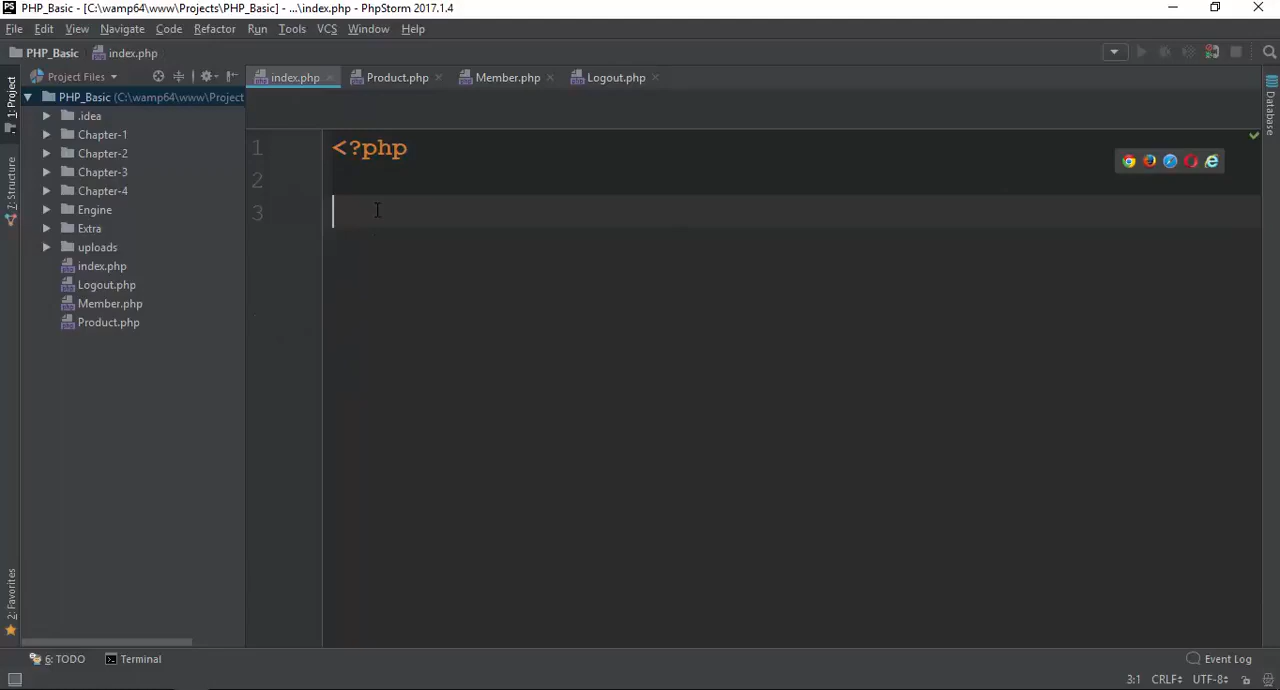 PHP_Basic - [C:\wamp64\www\Projects\PHP_Basic] - ...\index.php - PhpStorm 2017.1.4
File Edit View Navigate Code Refactor Run Tools VCS Window Help
PHP_Basic index.php
Project Files index.php Product.php Member.php Logout.php
1: Project
7: Structure
2: Favorites
Database
PHP_Basic (C:\wamp64\www\Project
.idea
Chapter-1
Chapter-2
Chapter-3
Chapter-4
Engine
Extra
uploads
index.php
Logout.php
Member.php
Product.php
1 <?php
2
3
6: TODO Terminal Event Log
3:1 CRLF UTF-8